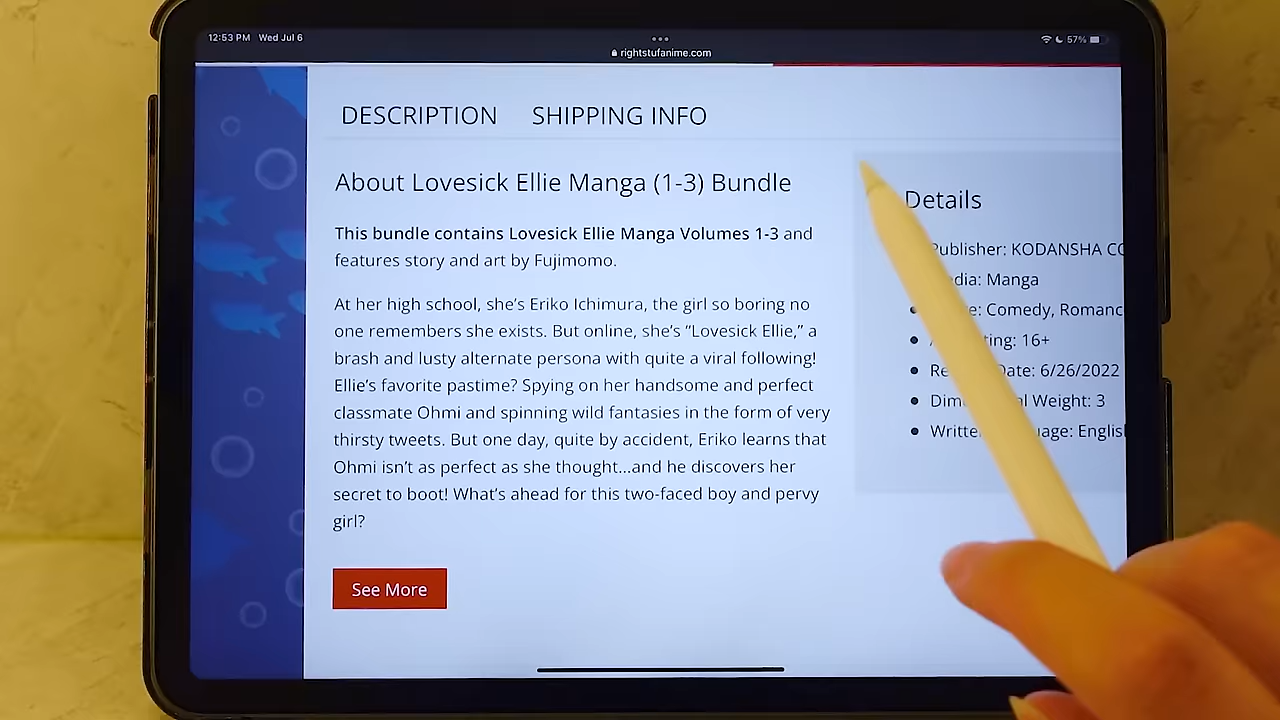 12:53 PM Wed Jul 6
57%
rightstufanime.com
DESCRIPTION SHIPPING INFO
About Lovesick Ellie Manga (1-3) Bundle
This bundle contains Lovesick Ellie Manga Volumes 1-3 and
features story and art by Fujimomo.
At her high school, she's Eriko Ichimura, the girl so boring no
one remembers she exists. But online, she's "Lovesick Ellie," a
brash and lusty alternate persona with quite a viral following!
Ellie's favorite pastime? Spying on her handsome and perfect
classmate Ohmi and spinning wild fantasies in the form of very
thirsty tweets. But one day, quite by accident, Eriko learns that
Ohmi isn't as perfect as she thought...and he discovers her
secret to boot! What's ahead for this two-faced boy and pervy
girl?
See More
Details
Publisher: KODANSHA
Manga
Comedy,
16+
Date: 6/26/2022
Weight: 3